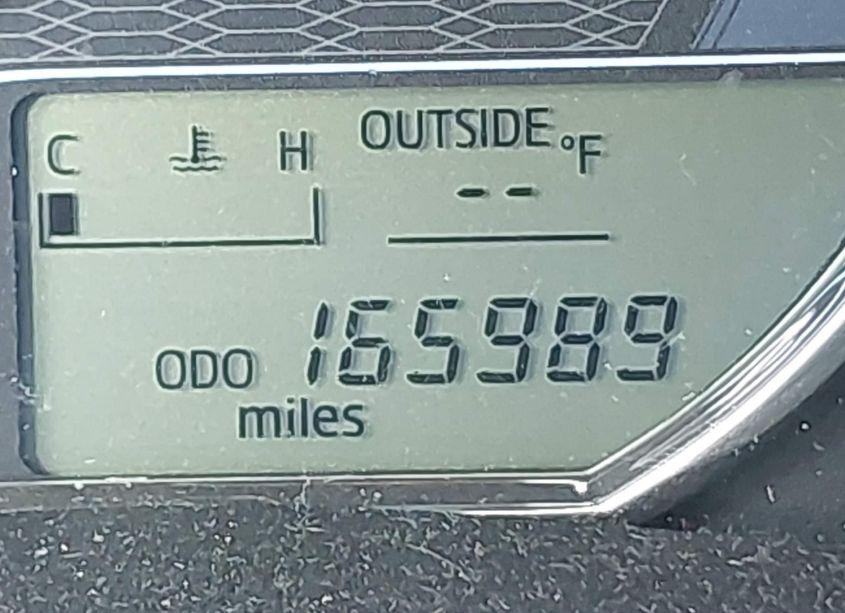 C H OUTSIDE °F
--
ODO 165989
miles